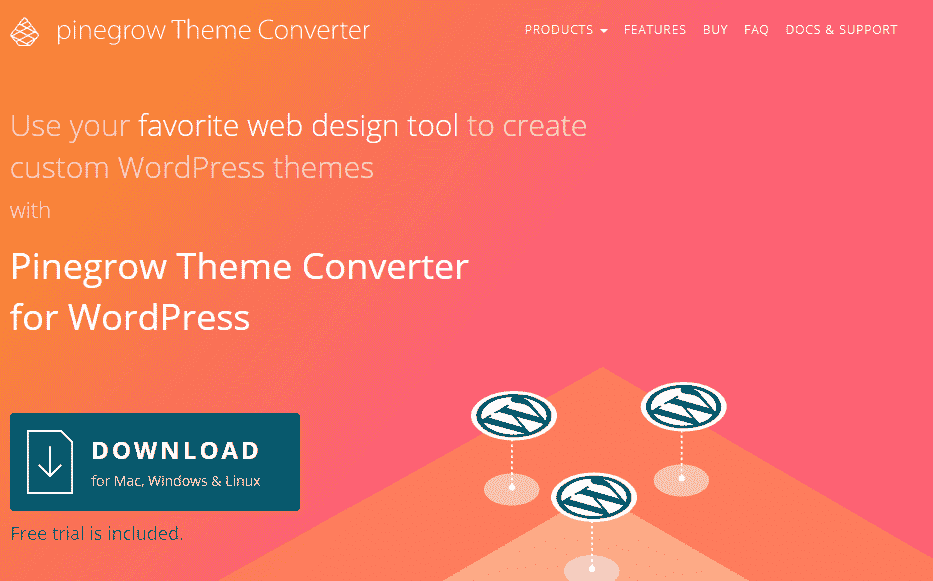 pinegrow Theme Converter
PRODUCTS FEATURES BUY FAQ DOCS & SUPPORT
Use your favorite web design tool to create
custom WordPress themes
with
Pinegrow Theme Converter
for WordPress
DOWNLOAD
for Mac, Windows & Linux
Free trial is included.